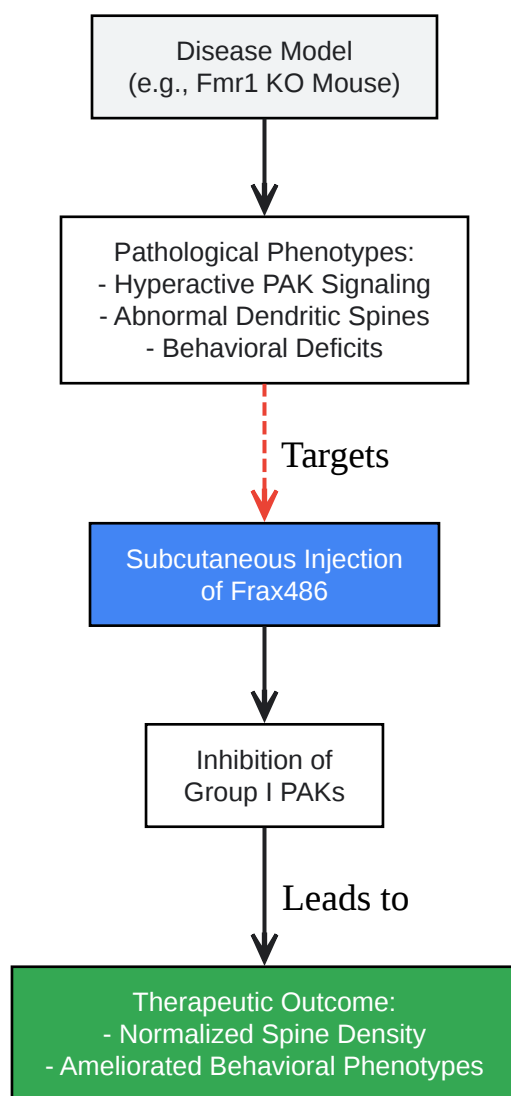 Disease Model
(e.g., Fmr1 KO Mouse)
Pathological Phenotypes:
- Hyperactive PAK Signaling
- Abnormal Dendritic Spines
- Behavioral Deficits
Targets
Subcutaneous Injection
of Frax486
Inhibition of
Group I PAKs
Leads to
Therapeutic Outcome:
- Normalized Spine Density
- Ameliorated Behavioral Phenotypes